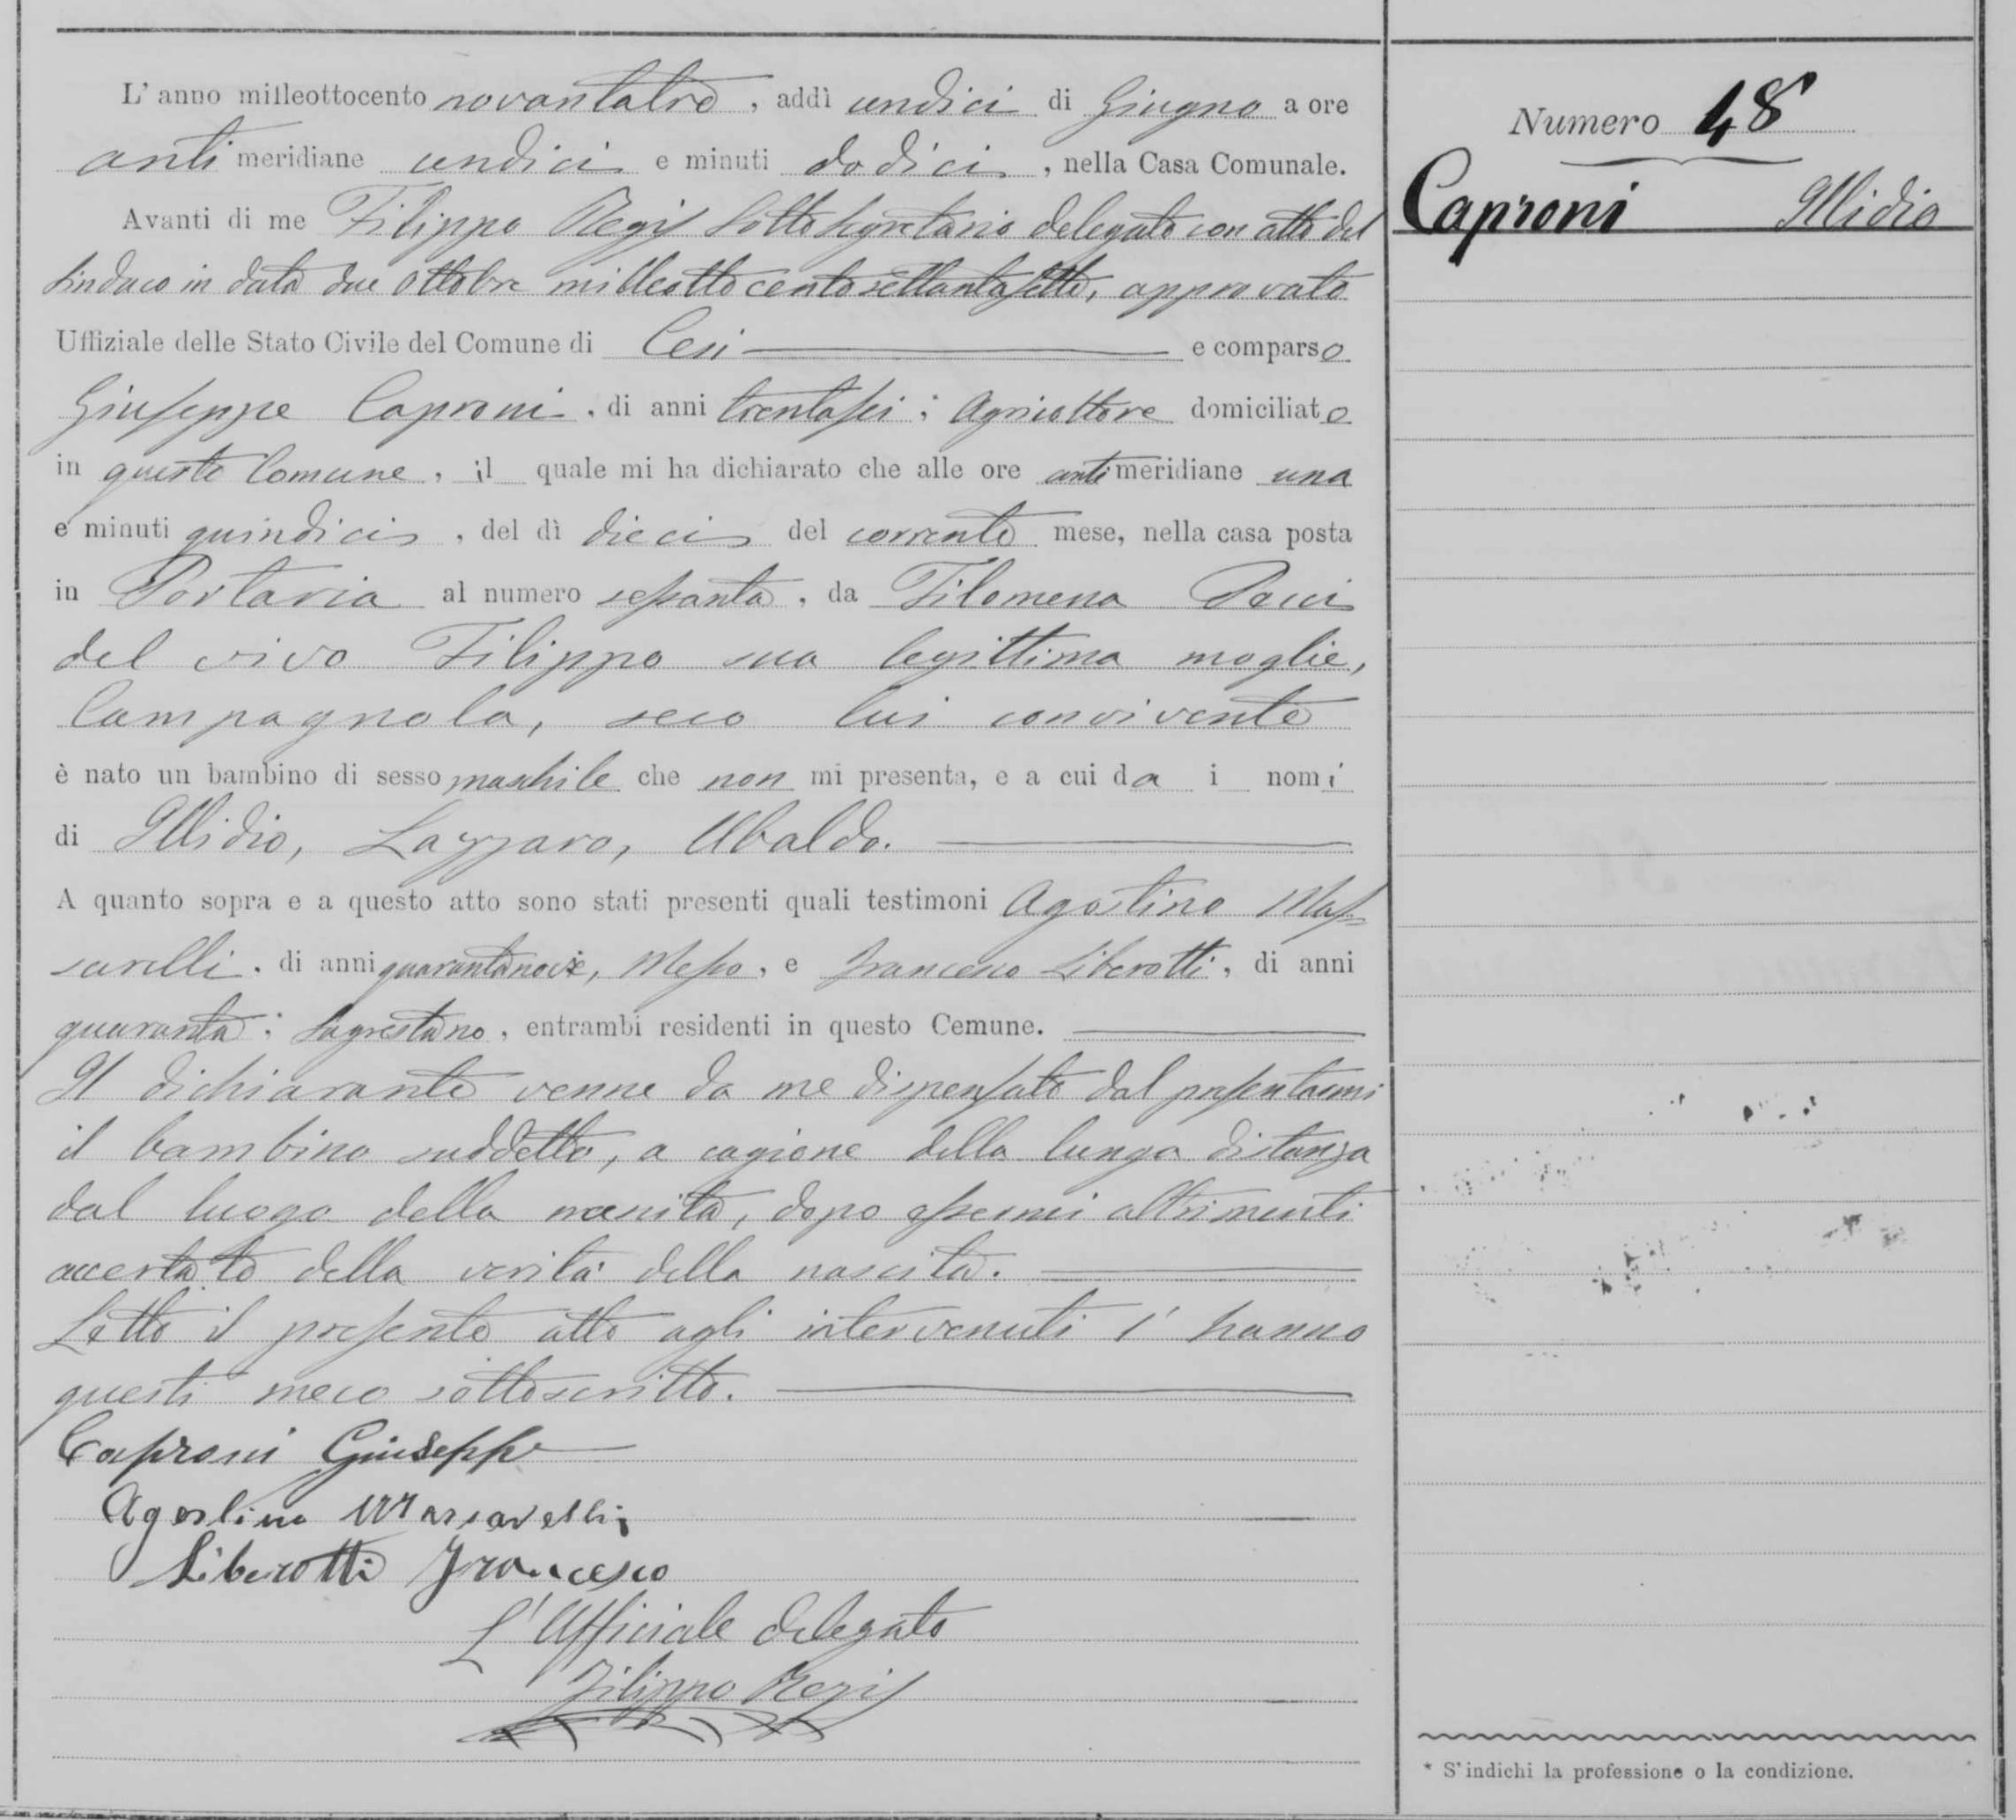 L'anno milleottocento novantatre, addì undici di Giugno a ore
anti meridiane undici e minuti dodici, nella Casa Comunale.
Avanti di me Filippo Regis Sottosegretario delegato con atto del
Sindaco in data due Ottobre milleottocentosettantasette, approvato
Uffiziale delle Stato Civile del Comune di Cesi e comparso
Giuseppe Caproni, di anni trentasei; Agricoltore domiciliato
in questo Comune, il quale mi ha dichiarato che alle ore antimeridiane una
e minuti quindici, del dì dieci del corrente mese, nella casa posta
in Portaria al numero sessanta, da Filomena Pacci
del vivo Filippo sua legittima moglie,
Campagnola, seco lui convivente
è nato un bambino di sesso maschile che non mi presenta, e a cui da i nomi
di Illidio, Lazzaro, Ubaldo.
A quanto sopra e a questo atto sono stati presenti quali testimoni Agostino Mas=
sarelli, di anni quarantanove, Messo, e Francesco Liberotti, di anni
quaranta; Sagrestano, entrambi residenti in questo Cemune.
Il dichiarante venne da me dispensato dal presentarmi
il bambino suddetto, a cagione della lunga distanza
dal luogo della nascita, dopo essermi altrimenti
accertato della verità della nascita.
Letto il presente atto agli intervenuti l'hanno
questi meco sottoscritto.
Caproni Giuseppe
Agostino Massarelli
Liberotti Francesco
L'Ufficiale delegato
Filippo Regis
Numero 48
Caproni Illidio
* S'indichi la professione o la condizione.